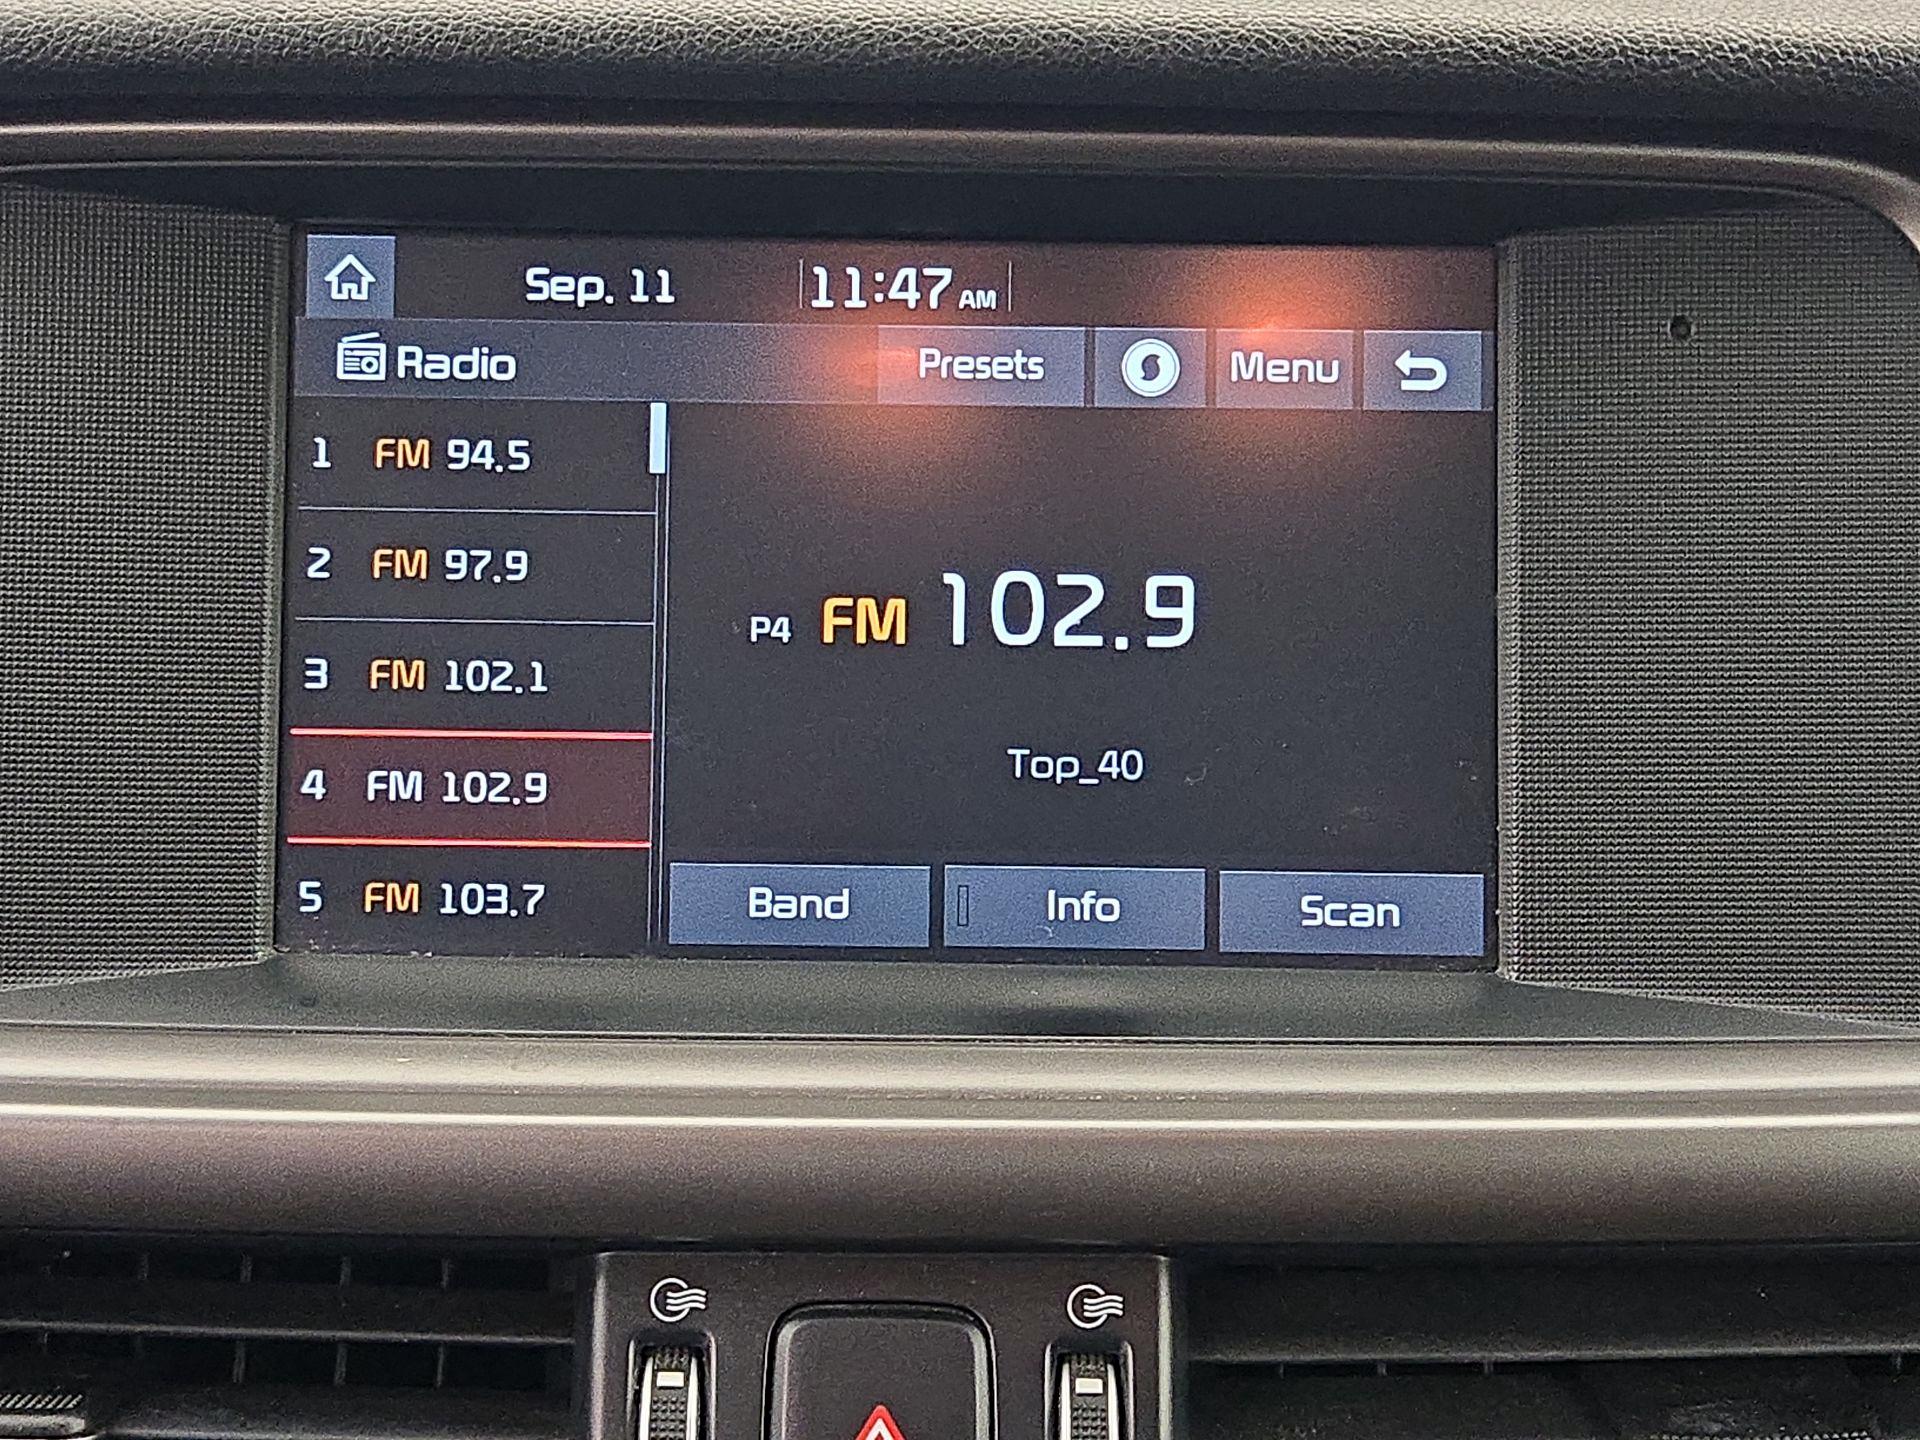 Sep. 11 11:47 AM
Radio Presets Menu
1 FM 94.5
2 FM 97.9
3 FM 102.1
4 FM 102.9
5 FM 103.7
P4 FM 102.9
Top_40
Band Info Scan